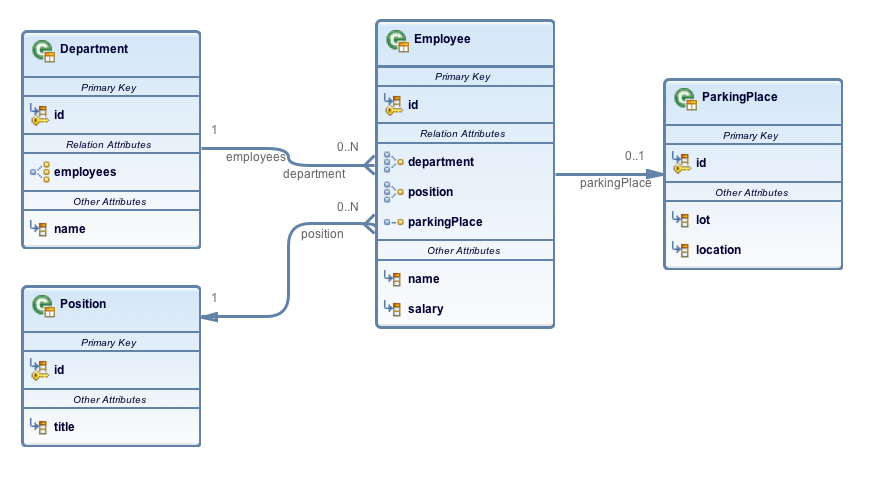 Department
Primary Key
id
Relation Attributes
employees
Other Attributes
name
1
employees
0..N
department
Employee
Primary Key
id
Relation Attributes
department
position
parkingPlace
Other Attributes
name
salary
0..1
parkingPlace
ParkingPlace
Primary Key
id
Other Attributes
lot
location
0..N
position
1
Position
Primary Key
id
Other Attributes
title